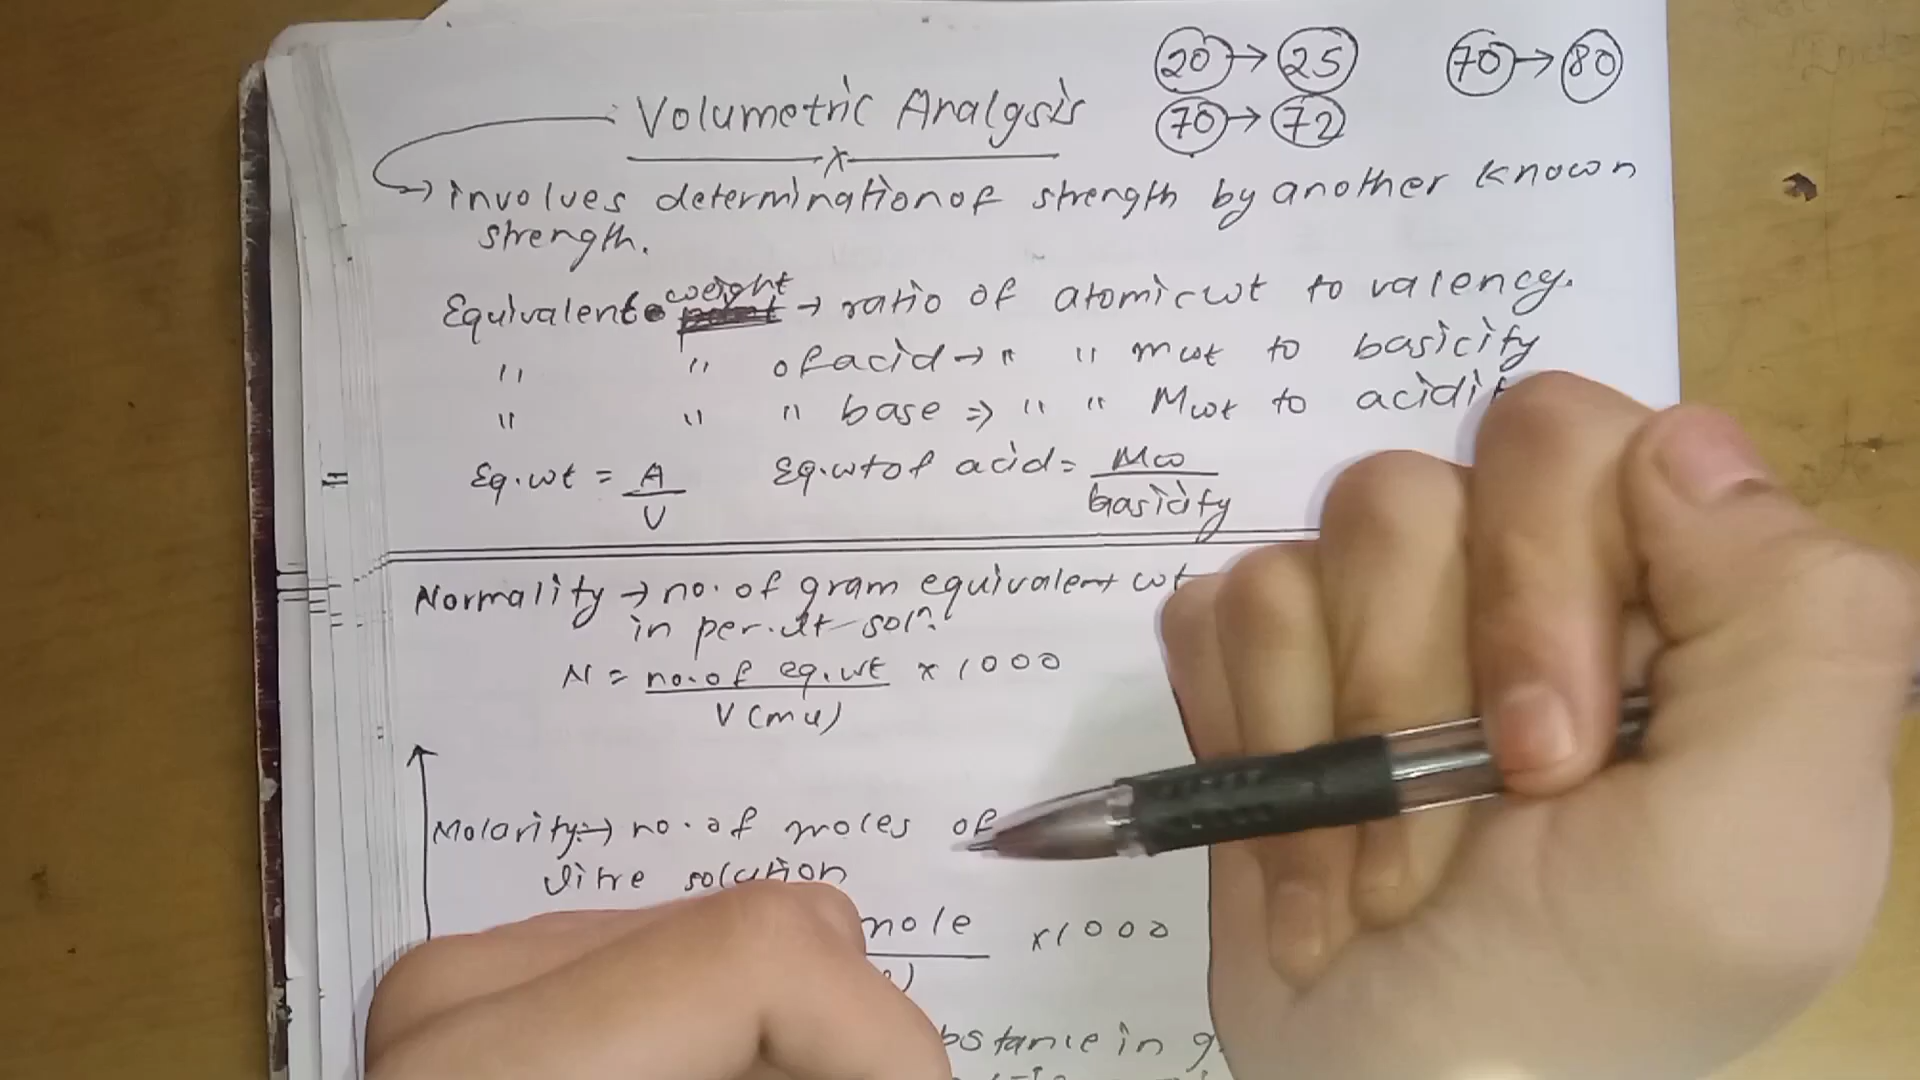 20 → 25 70 → 80
70 → 72
Volumetric Analysis
x
→ involves determination of strength by another known
strength.
Equivalent weight → ratio of atomic wt to valency.
" " of acid → " " mwt to basicity
" " " base ⇒ " " Mwt to
Eq.wt = A/V Eq.wt of acid = Mw/basicity
Normality → no. of gram equivalent wt
in per. lt soln.
N = no. of eq.wt / V(ml) x 1000
Molarity → no. of moles of
litre solution
mole x 1000
in